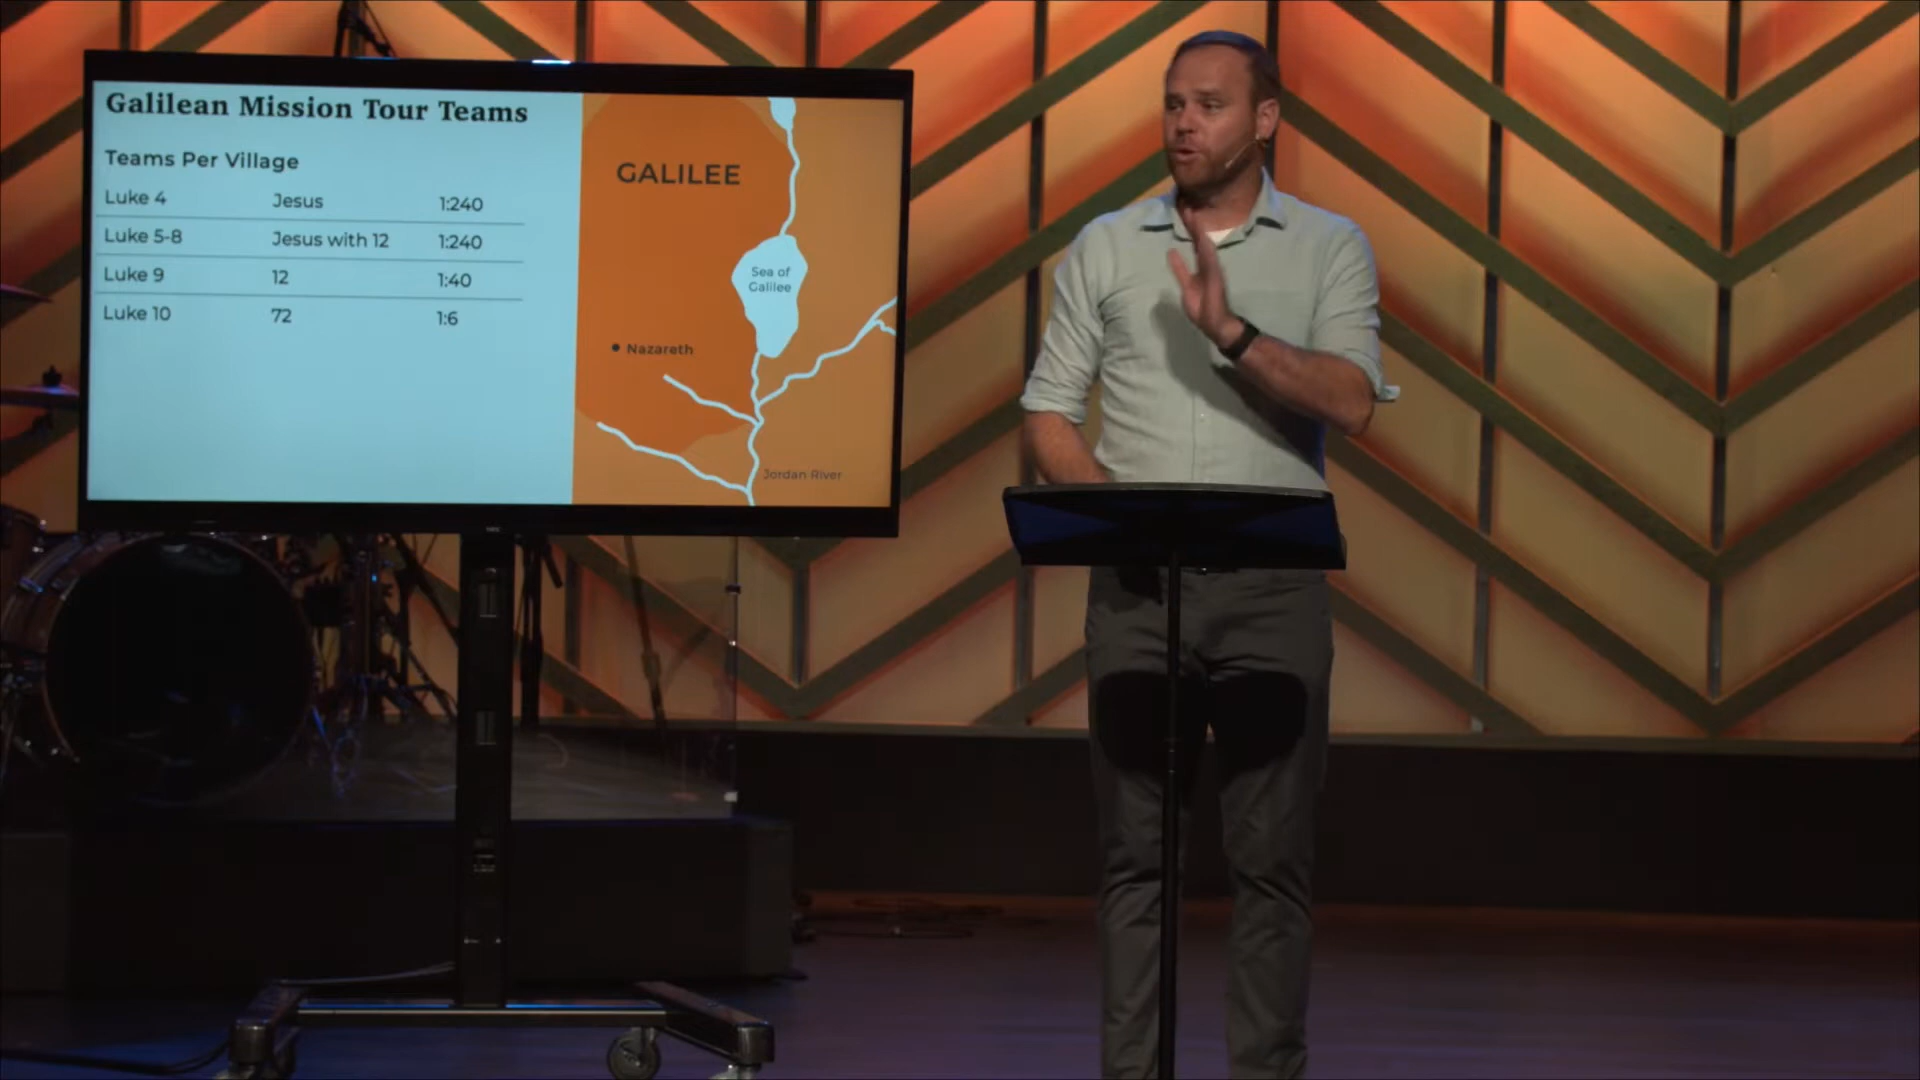 Galilean Mission Tour Teams
Teams Per Village
Luke 4 Jesus 1:240
Luke 5-8 Jesus with 12 1:240
Luke 9 12 1:40
Luke 10 72 1:6
GALILEE
Sea of
Galilee
Nazareth
Jordan River